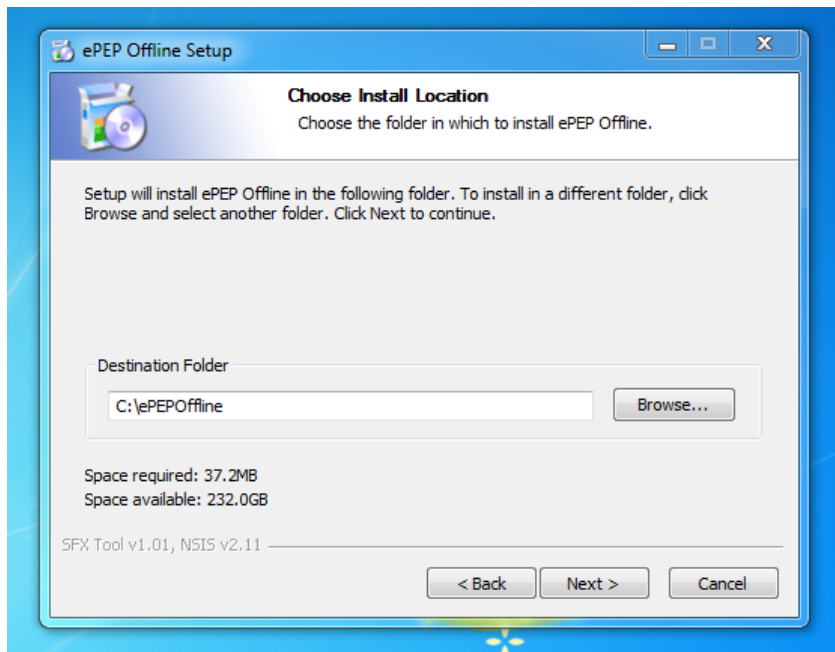 ePEP Offline Setup
Choose Install Location
Choose the folder in which to install ePEP Offline.
Setup will install ePEP Offline in the following folder. To install in a different folder, click
Browse and select another folder. Click Next to continue.
Destination Folder
C:\ePEPOffline
Browse...
Space required: 37.2MB
Space available: 232.0GB
SFX Tool v1.01, NSIS v2.11
< Back
Next >
Cancel